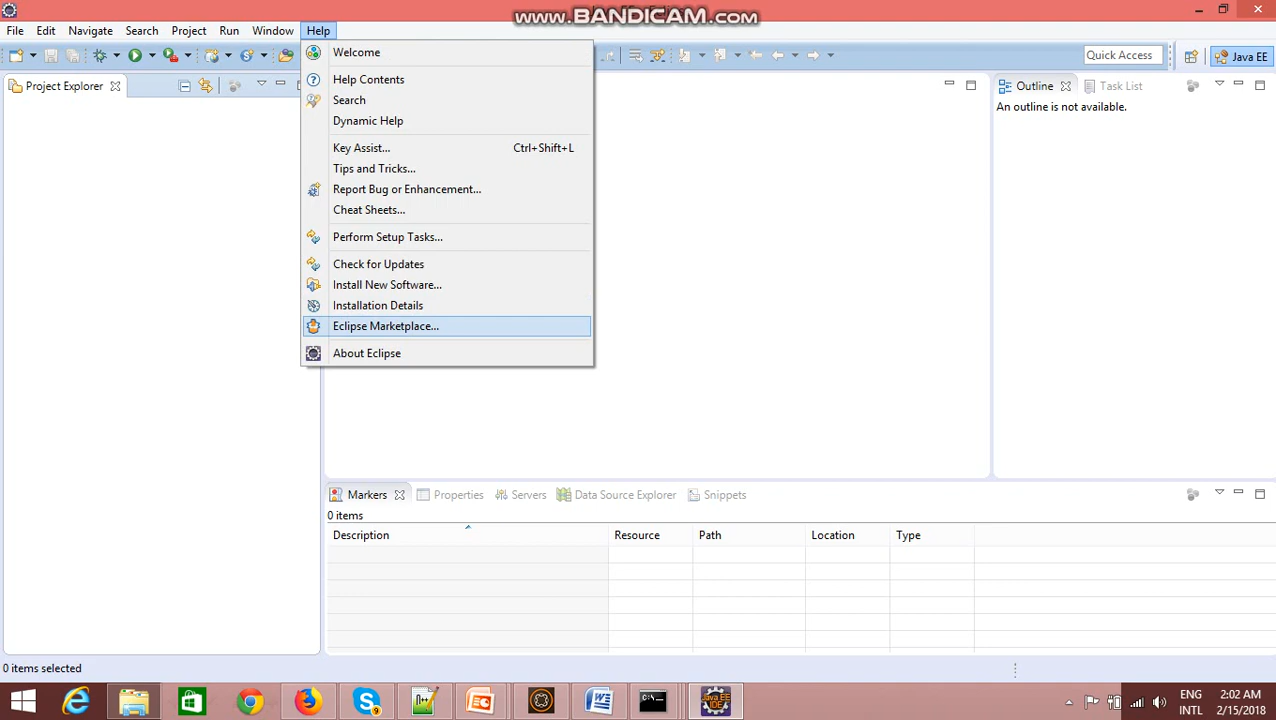 www.BANDICAM.com
File Edit Navigate Search Project Run Window Help
Quick Access Java EE
Project Explorer
Welcome
Help Contents
Search
Dynamic Help
Key Assist... Ctrl+Shift+L
Tips and Tricks...
Report Bug or Enhancement...
Cheat Sheets...
Perform Setup Tasks...
Check for Updates
Install New Software...
Installation Details
Eclipse Marketplace...
About Eclipse
Outline Task List
An outline is not available.
Markers Properties Servers Data Source Explorer Snippets
0 items
Description Resource Path Location Type
0 items selected
Java EE
IDE
ENG
INTL
2:02 AM
2/15/2018